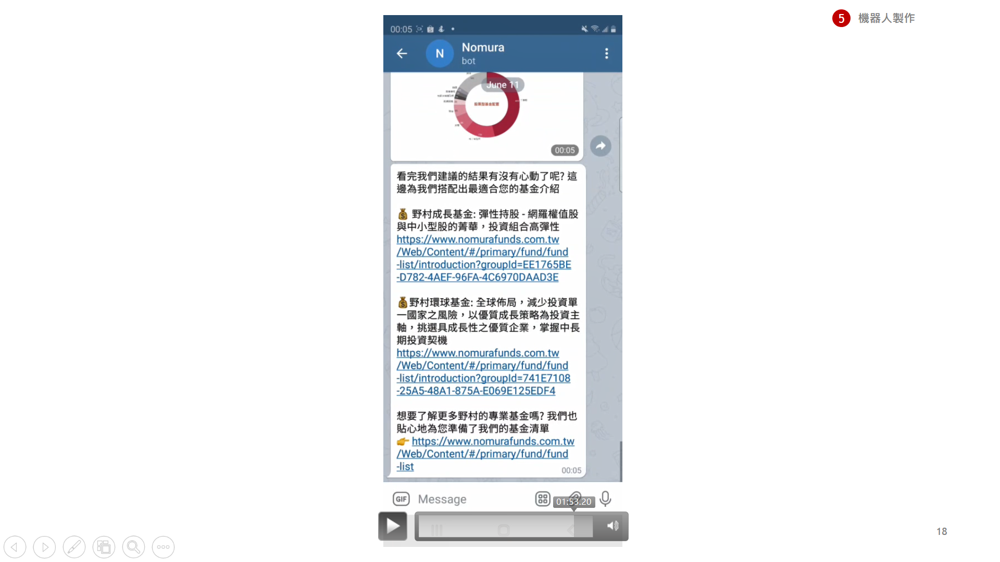 5 機器人製作
00:05
N
Nomura
bot
June 11
股票型基金配置
00:05
看完我們建議的結果有沒有心動了呢? 這
邊為我們搭配出最適合您的基金介紹
💰 野村成長基金: 彈性持股 - 網羅權值股
與中小型股的菁華，投資組合高彈性
https://www.nomurafunds.com.tw
/Web/Content/#/primary/fund/fund
-list/introduction?groupId=EE1765BE
-D782-4AEF-96FA-4C6970DAAD3E
💰野村環球基金: 全球佈局，減少投資單
一國家之風險，以優質成長策略為投資主
軸，挑選具成長性之優質企業，掌握中長
期投資契機
https://www.nomurafunds.com.tw
/Web/Content/#/primary/fund/fund
-list/introduction?groupId=741E7108
-25A5-48A1-875A-E069E125EDF4
想要了解更多野村的專業基金嗎? 我們也
貼心地為您準備了我們的基金清單
👉 https://www.nomurafunds.com.tw
/Web/Content/#/primary/fund/fund
-list
00:05
GIF Message
01:53.20
18